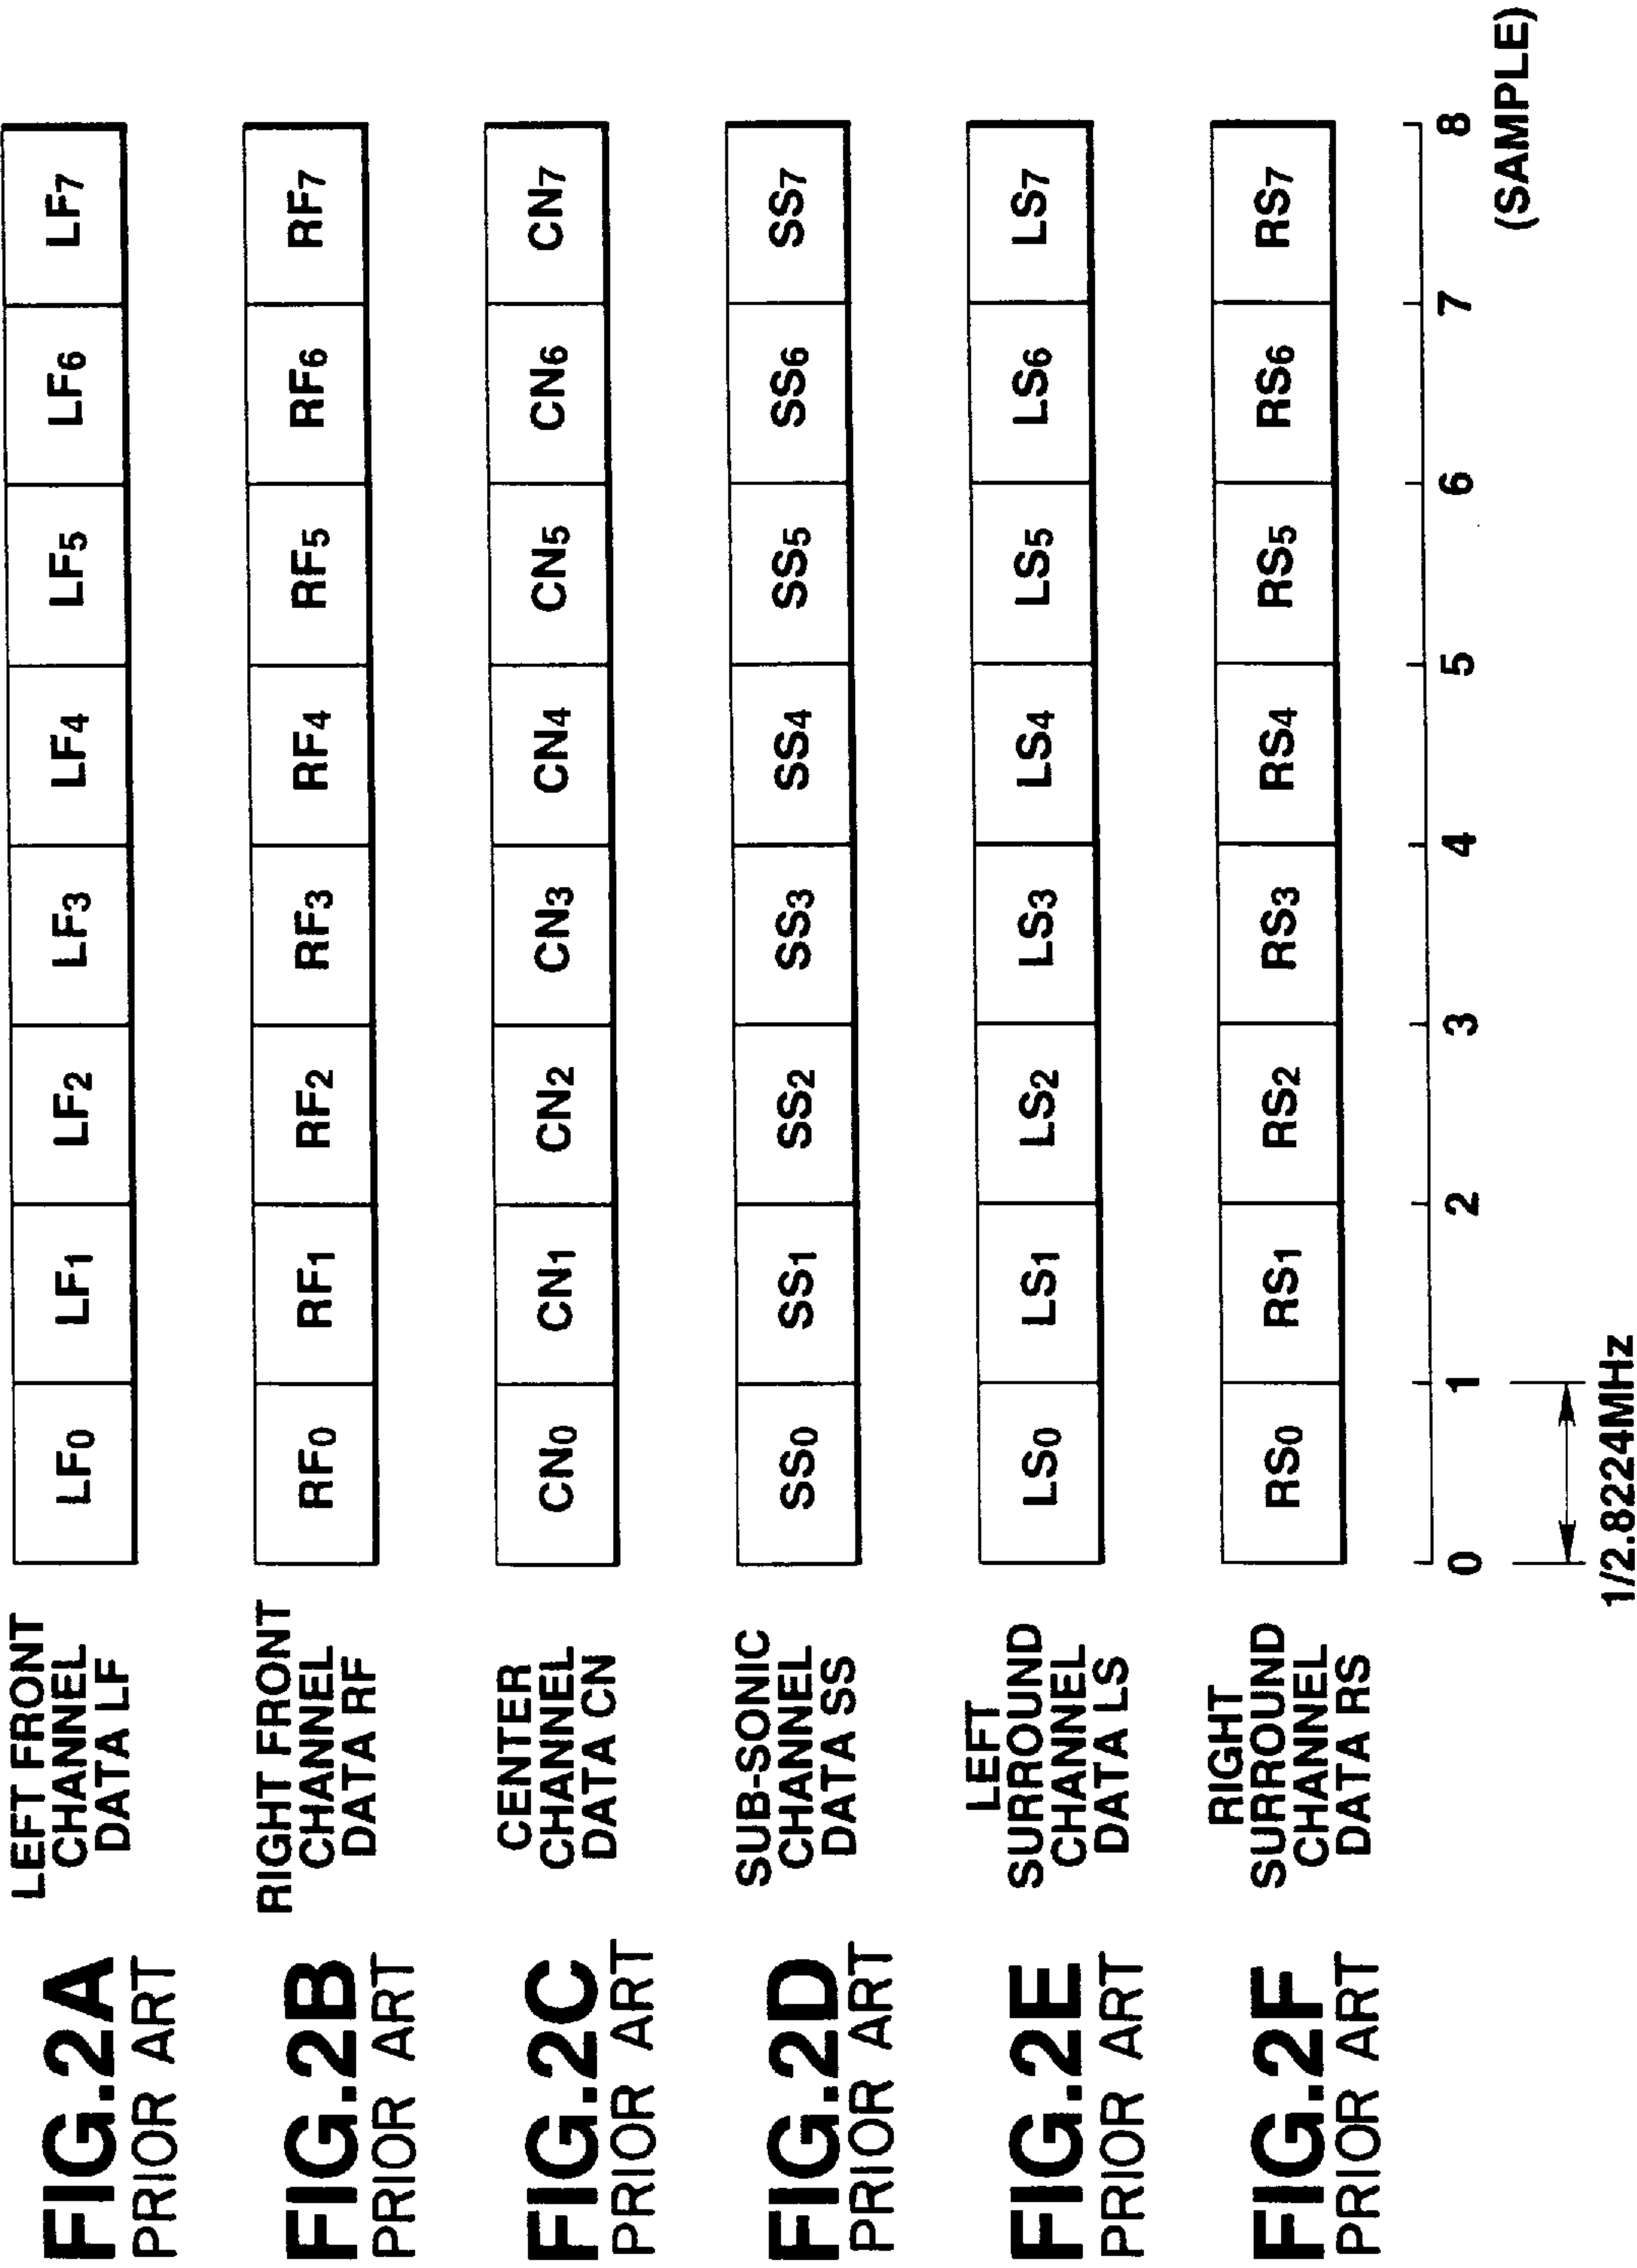 FIG.2A
PRIOR ART
LEFT FRONT
CHANNEL
DATA LF
LF0 LF1 LF2 LF3 LF4 LF5 LF6 LF7
FIG.2B
PRIOR ART
RIGHT FRONT
CHANNEL
DATA RF
RF0 RF1 RF2 RF3 RF4 RF5 RF6 RF7
FIG.2C
PRIOR ART
CENTER
CHANNEL
DATA CN
CN0 CN1 CN2 CN3 CN4 CN5 CN6 CN7
FIG.2D
PRIOR ART
SUB-SONIC
CHANNEL
DATA SS
SS0 SS1 SS2 SS3 SS4 SS5 SS6 SS7
FIG.2E
PRIOR ART
LEFT
SURROUND
CHANNEL
DATA LS
LS0 LS1 LS2 LS3 LS4 LS5 LS6 LS7
FIG.2F
PRIOR ART
RIGHT
SURROUND
CHANNEL
DATA RS
RS0 RS1 RS2 RS3 RS4 RS5 RS6 RS7
0 1 2 3 4 5 6 7 8
(SAMPLE)
1/2.8224MHz